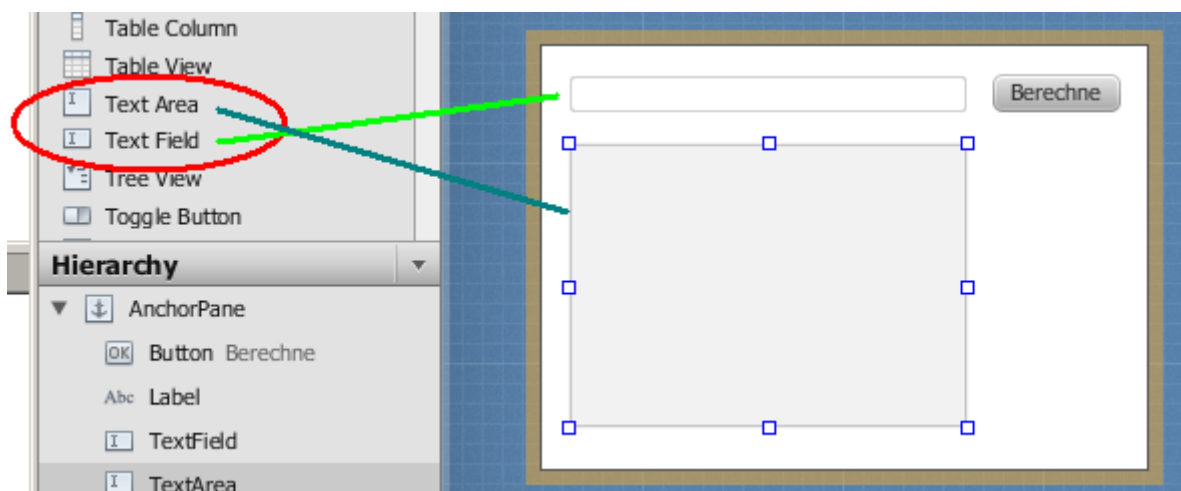 Table Column
Table View
Text Area
Text Field
Tree View
Toggle Button
Hierarchy
AnchorPane
OK Button Berechne
Abc Label
TextField
TextArea
Berechne